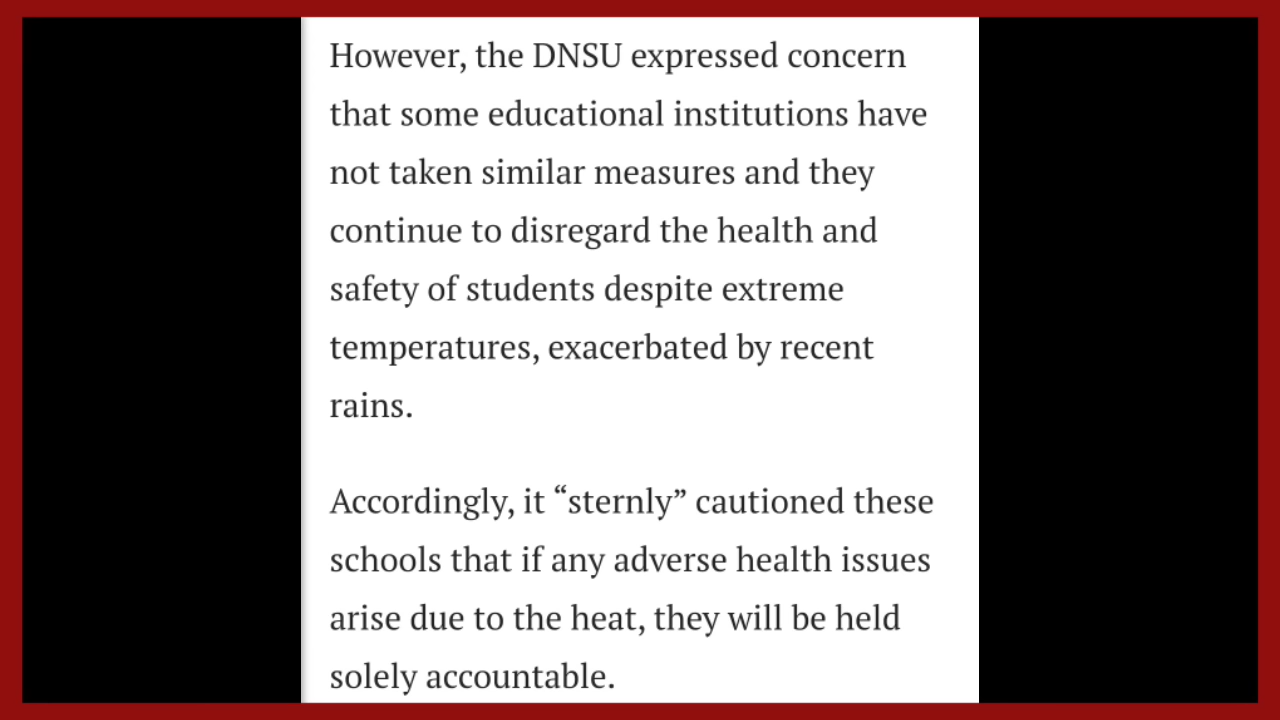 However, the DNSU expressed concern
that some educational institutions have
not taken similar measures and they
continue to disregard the health and
safety of students despite extreme
temperatures, exacerbated by recent
rains.
Accordingly, it “sternly” cautioned these
schools that if any adverse health issues
arise due to the heat, they will be held
solely accountable.